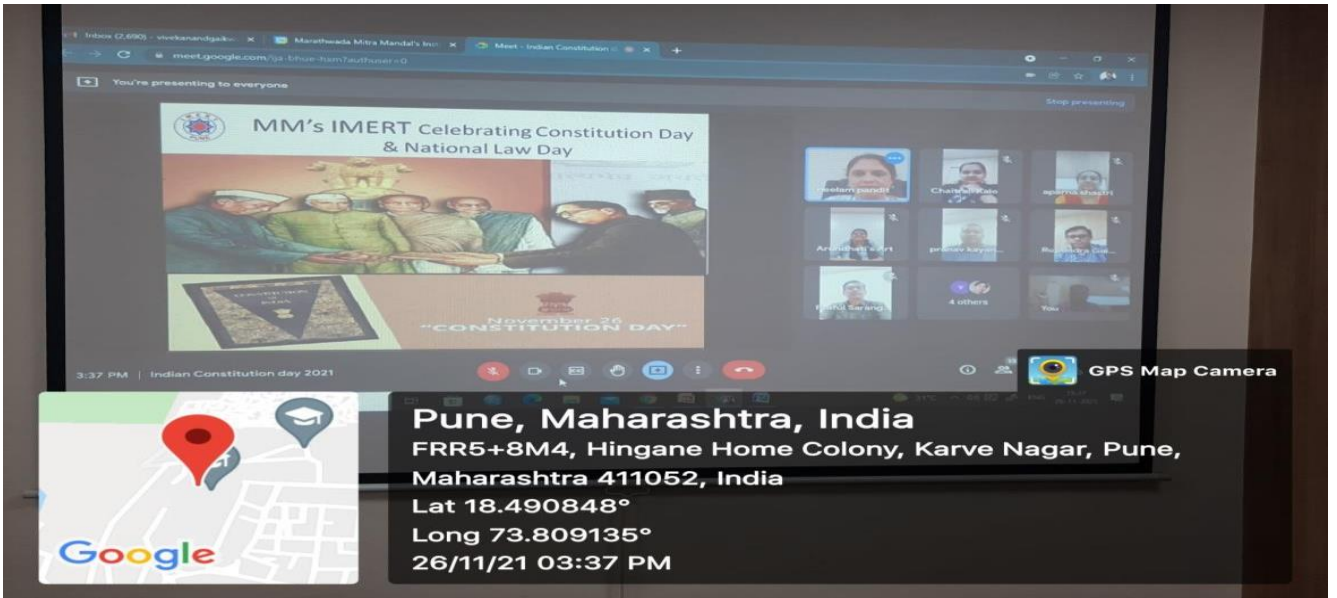 Inbox (2,690) - vivekanandgaik
Marathwada Mitra Mandal's Inst
Meet - Indian Constitution
meet.google.com
You're presenting to everyone
Stop presenting
MM's IMERT Celebrating Constitution Day
& National Law Day
November 26
"CONSTITUTION DAY"
neelam pandit
aparna shastri
4 others
You
3:37 PM | Indian Constitution day 2021
GPS Map Camera
Pune, Maharashtra, India
FRR5+8M4, Hingane Home Colony, Karve Nagar, Pune,
Maharashtra 411052, India
Lat 18.490848°
Long 73.809135°
26/11/21 03:37 PM
Google